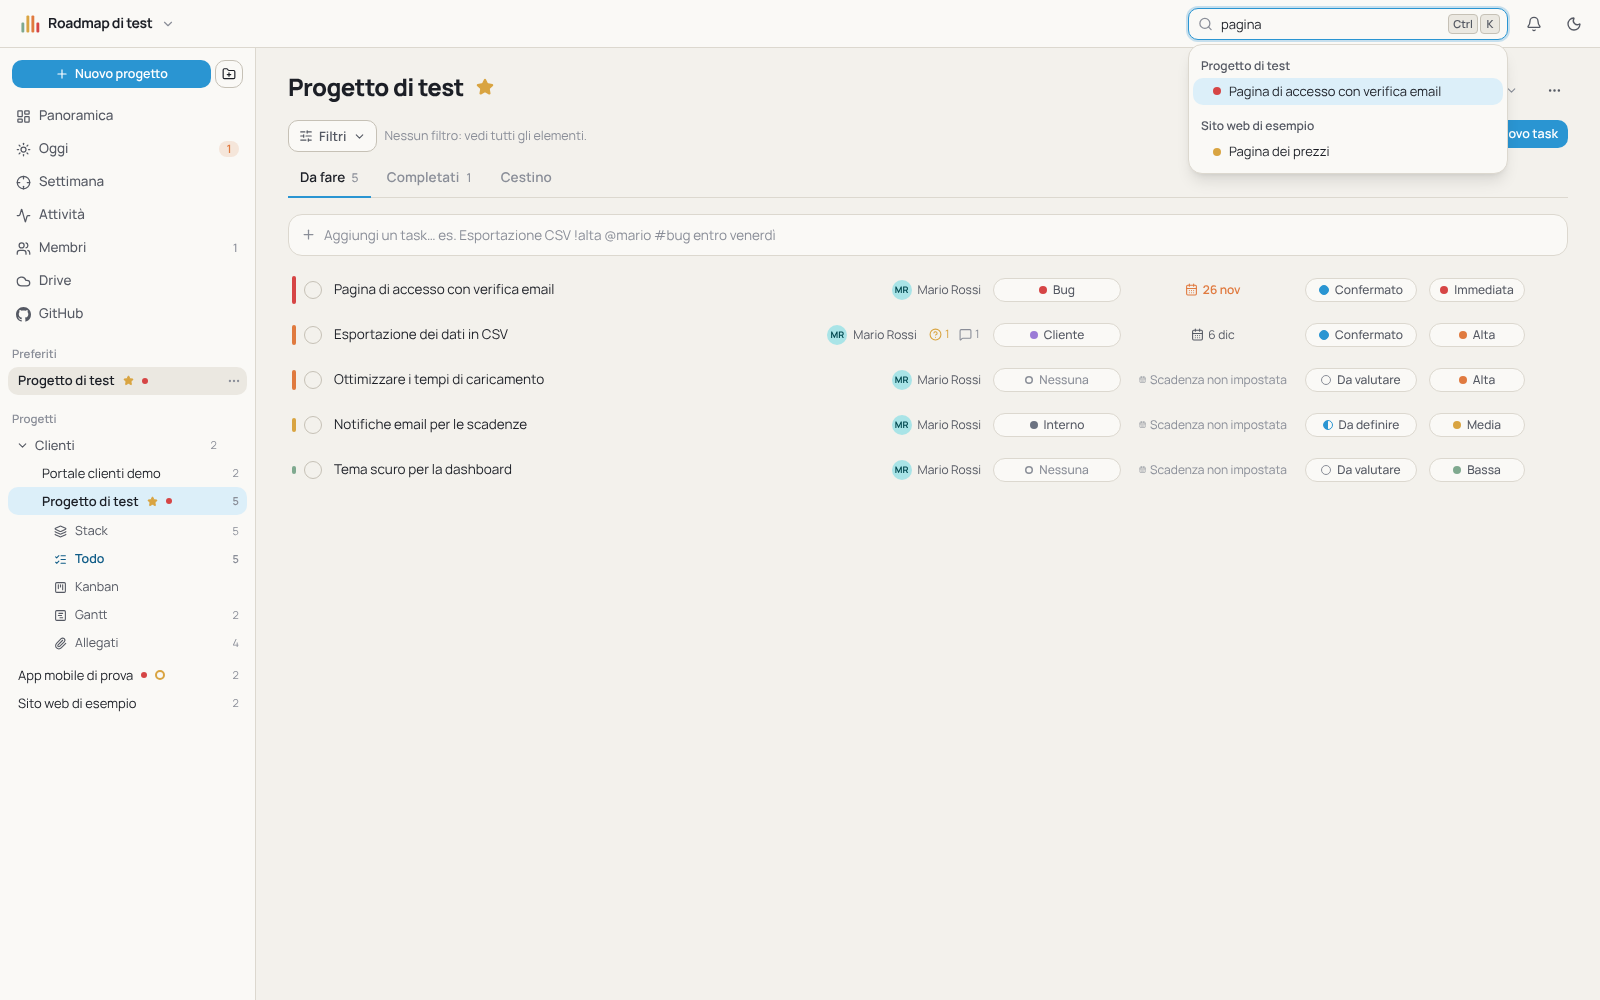 Roadmap di test
pagina
Ctrl K
Nuovo progetto
Panoramica
Oggi 1
Settimana
Attività
Membri 1
Drive
GitHub
Preferiti
Progetto di test
Progetti
Clienti 2
Portale clienti demo 2
Progetto di test 5
Stack 5
Todo 5
Kanban
Gantt 2
Allegati 4
App mobile di prova 2
Sito web di esempio 2
Progetto di test
Progetto di test
Pagina di accesso con verifica email
Sito web di esempio
Pagina dei prezzi
Filtri
Nessun filtro: vedi tutti gli elementi.
task
Da fare 5 Completati 1 Cestino
Aggiungi un task... es. Esportazione CSV !alta @mario #bug entro venerdì
Pagina di accesso con verifica email MR Mario Rossi Bug 26 nov Confermato Immediata
Esportazione dei dati in CSV MR Mario Rossi 1 1 Cliente 6 dic Confermato Alta
Ottimizzare i tempi di caricamento MR Mario Rossi Nessuna Scadenza non impostata Da valutare Alta
Notifiche email per le scadenze MR Mario Rossi Interno Scadenza non impostata Da definire Media
Tema scuro per la dashboard MR Mario Rossi Nessuna Scadenza non impostata Da valutare Bassa